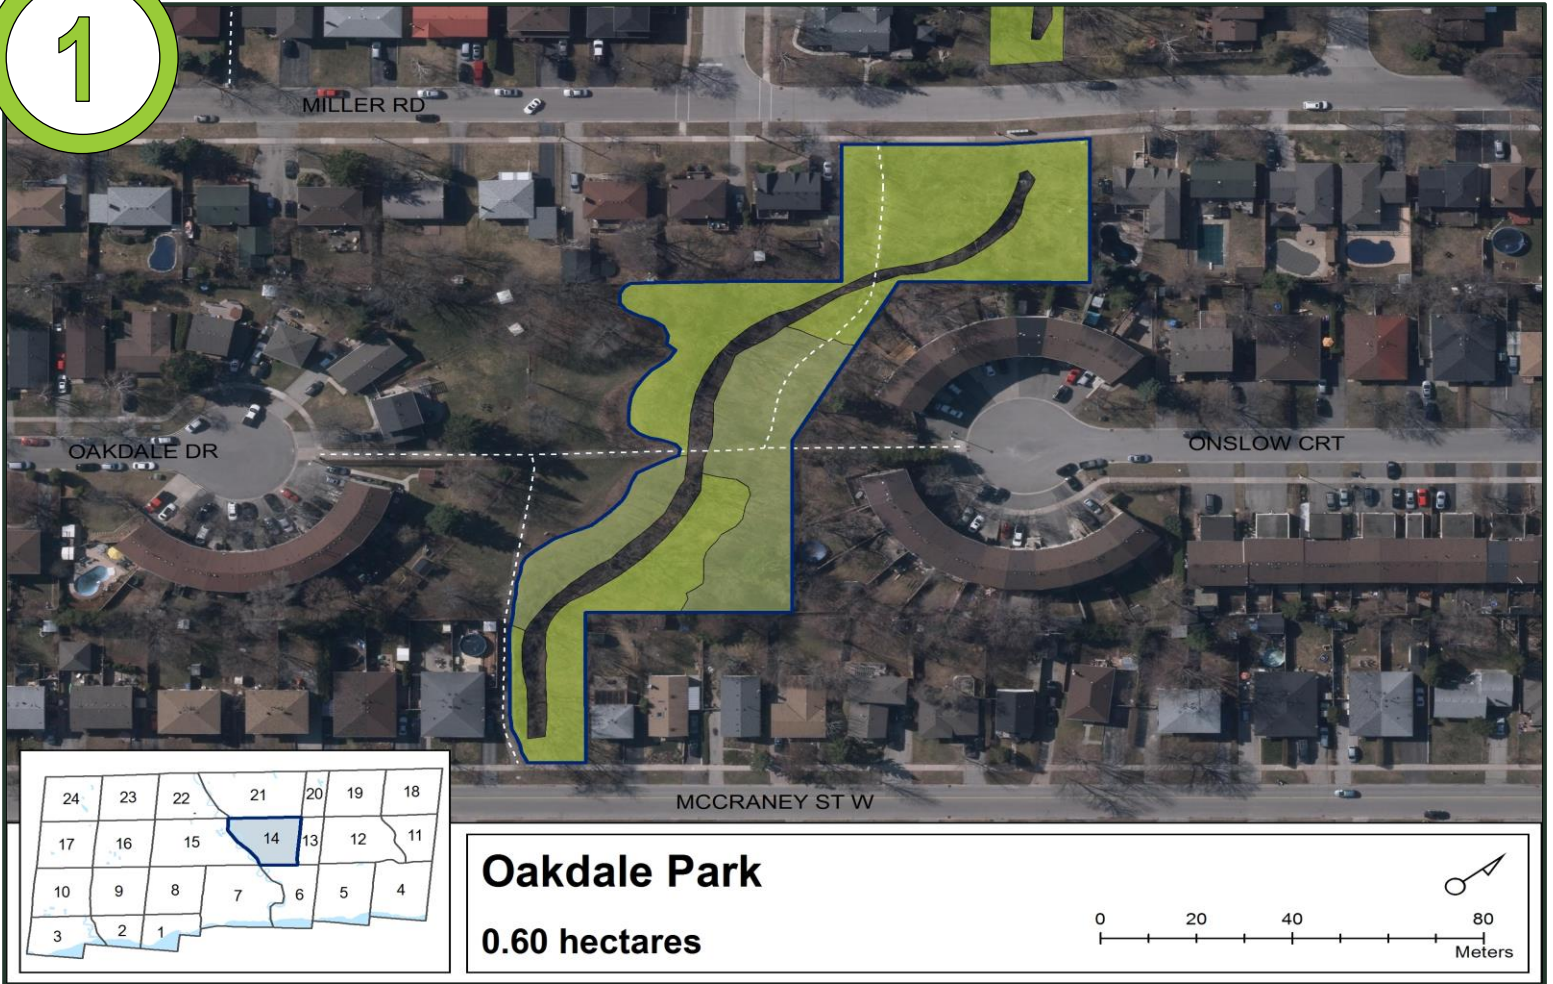 1
MILLER RD
OAKDALE DR
ONSLOW CRT
MCCRANEY ST W
24 23 22 21 20 19 18
17 16 15 14 13 12 11
10 9 8 7 6 5 4
3 2 1
Oakdale Park
0.60 hectares
0 20 40 80
Meters